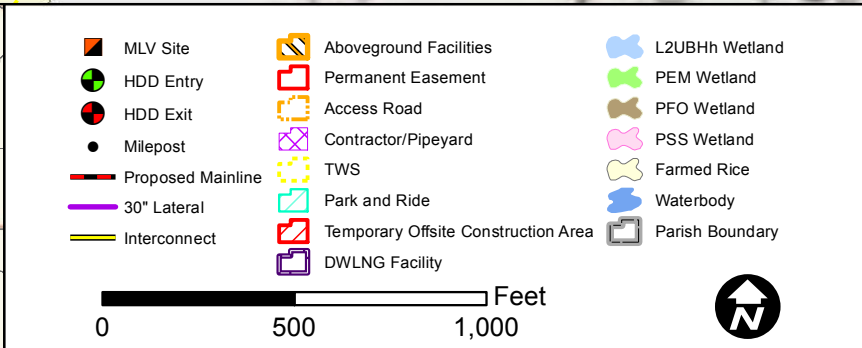 MLV Site
HDD Entry
HDD Exit
Milepost
Proposed Mainline
30" Lateral
Interconnect
Aboveground Facilities
Permanent Easement
Access Road
Contractor/Pipeyard
TWS
Park and Ride
Temporary Offsite Construction Area
DWLNG Facility
L2UBHh Wetland
PEM Wetland
PFO Wetland
PSS Wetland
Farmed Rice
Waterbody
Parish Boundary
Feet
0 500 1,000
N